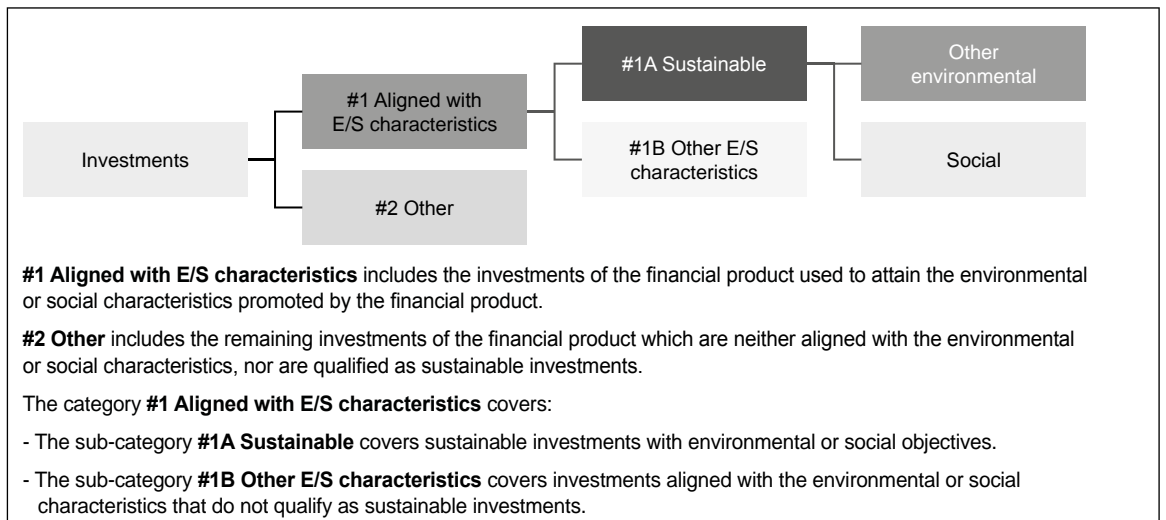 #1A Sustainable
Other
environmental
#1 Aligned with
E/S characteristics
Investments
#1B Other E/S
characteristics
Social
#2 Other
#1 Aligned with E/S characteristics includes the investments of the financial product used to attain the environmental
or social characteristics promoted by the financial product.
#2 Other includes the remaining investments of the financial product which are neither aligned with the environmental
or social characteristics, nor are qualified as sustainable investments.
The category #1 Aligned with E/S characteristics covers:
- The sub-category #1A Sustainable covers sustainable investments with environmental or social objectives.
- The sub-category #1B Other E/S characteristics covers investments aligned with the environmental or social
characteristics that do not qualify as sustainable investments.